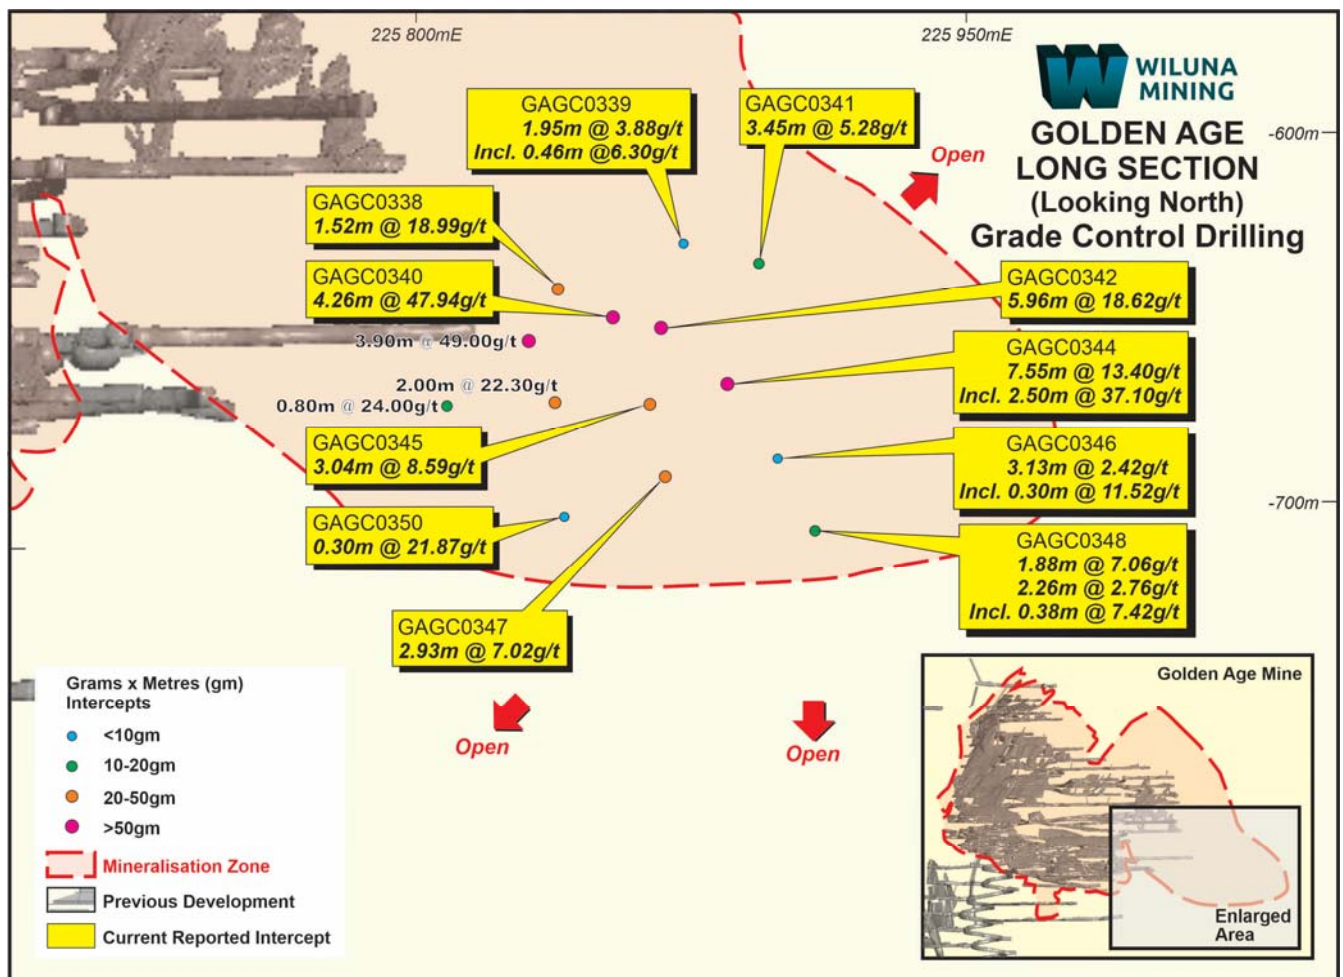 225 800mE
225 950mE
WILUNA
MINING
GOLDEN AGE
LONG SECTION
(Looking North)
Grade Control Drilling
-600m
-700m
GAGC0339
1.95m @ 3.88g/t
Incl. 0.46m @6.30g/t
GAGC0341
3.45m @ 5.28g/t
Open
GAGC0338
1.52m @ 18.99g/t
GAGC0340
4.26m @ 47.94g/t
GAGC0342
5.96m @ 18.62g/t
3.90m @ 49.00g/t
GAGC0344
7.55m @ 13.40g/t
Incl. 2.50m @ 37.10g/t
2.00m @ 22.30g/t
0.80m @ 24.00g/t
GAGC0345
3.04m @ 8.59g/t
GAGC0346
3.13m @ 2.42g/t
Incl. 0.30m @ 11.52g/t
GAGC0350
0.30m @ 21.87g/t
GAGC0348
1.88m @ 7.06g/t
2.26m @ 2.76g/t
Incl. 0.38m @ 7.42g/t
GAGC0347
2.93m @ 7.02g/t
Open
Open
Grams x Metres (gm)
Intercepts
<10gm
10-20gm
20-50gm
>50gm
Mineralisation Zone
Previous Development
Current Reported Intercept
Golden Age Mine
Enlarged
Area